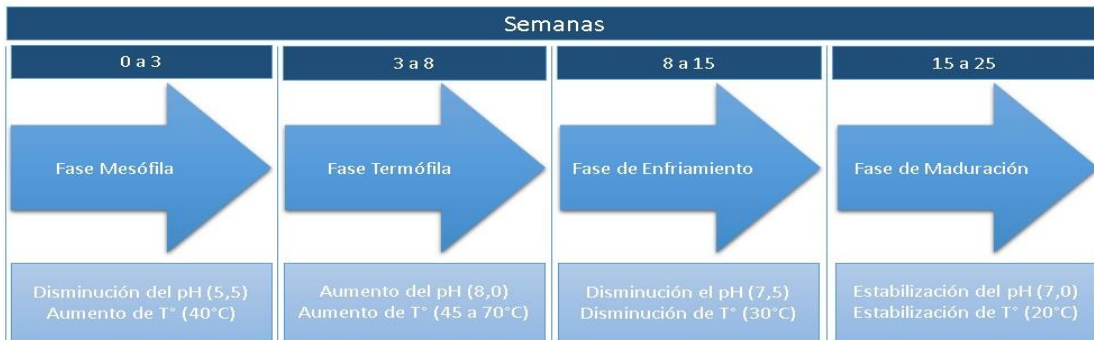 Semanas
0 a 3
3 a 8
8 a 15
15 a 25
Fase Mesófila
Fase Termófila
Fase de Enfriamiento
Fase de Maduración
Disminución del pH (5,5)
Aumento de T° (40°C)
Aumento del pH (8,0)
Aumento de T° (45 a 70°C)
Disminución el pH (7,5)
Disminución de T° (30°C)
Estabilización del pH (7,0)
Estabilización de T° (20°C)